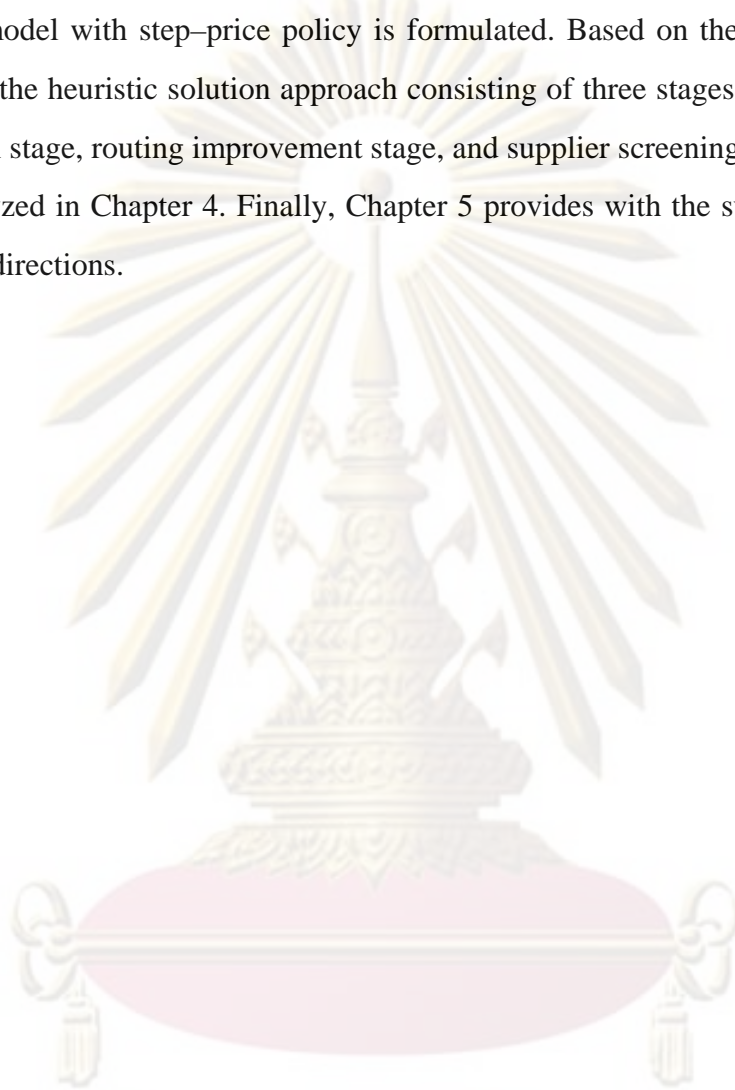 model with step–price policy is formulated. Based on the
the heuristic solution approach consisting of three stages
stage, routing improvement stage, and supplier screening
in Chapter 4. Finally, Chapter 5 provides with the
directions.